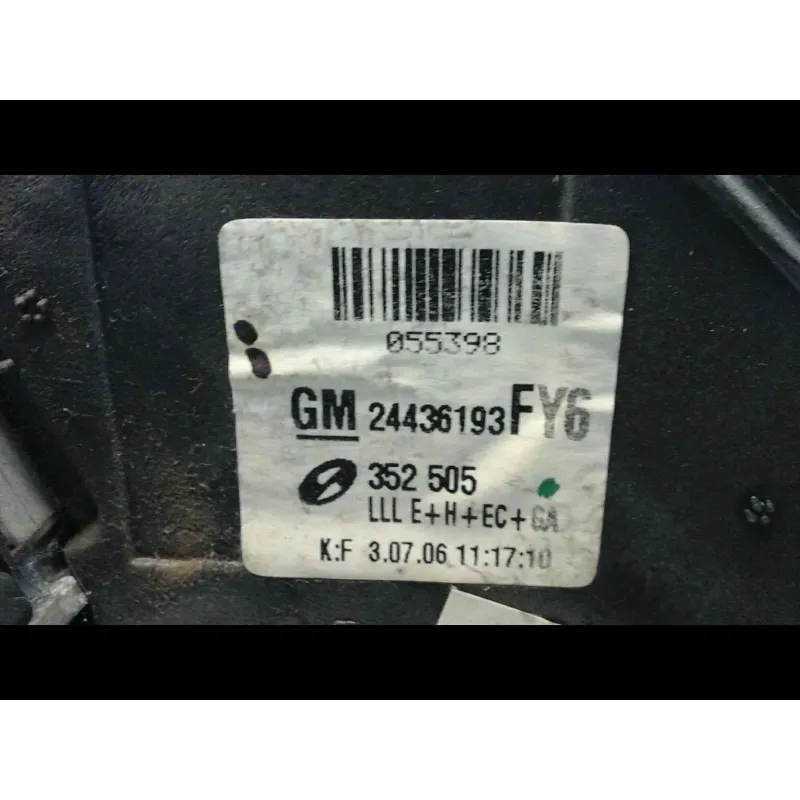 055398
GM 24436193 FY6
352 505
LLL E+H+EC+GA
K:F 3.07.06 11:17:10